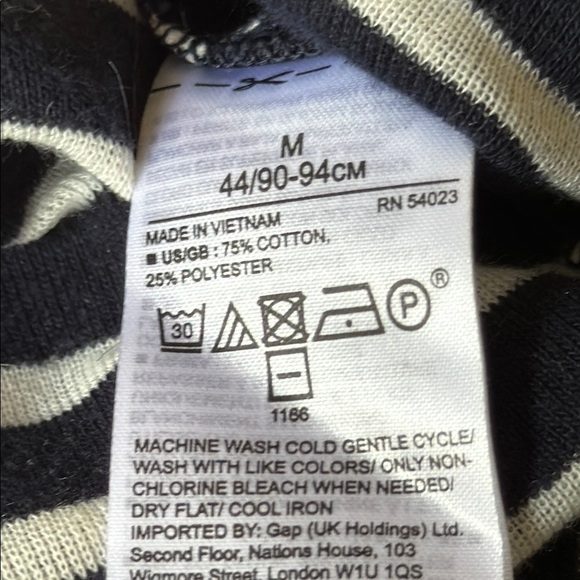 M
44/90-94CM
RN 54023
MADE IN VIETNAM
US/GB : 75% COTTON,
25% POLYESTER
30
P®
1166
MACHINE WASH COLD GENTLE CYCLE/
WASH WITH LIKE COLORS/ ONLY NON-
CHLORINE BLEACH WHEN NEEDED/
DRY FLAT/ COOL IRON
IMPORTED BY: Gap (UK Holdings) Ltd.
Second Floor, Nations House, 103
Wigmore Street, London W1U 1QS